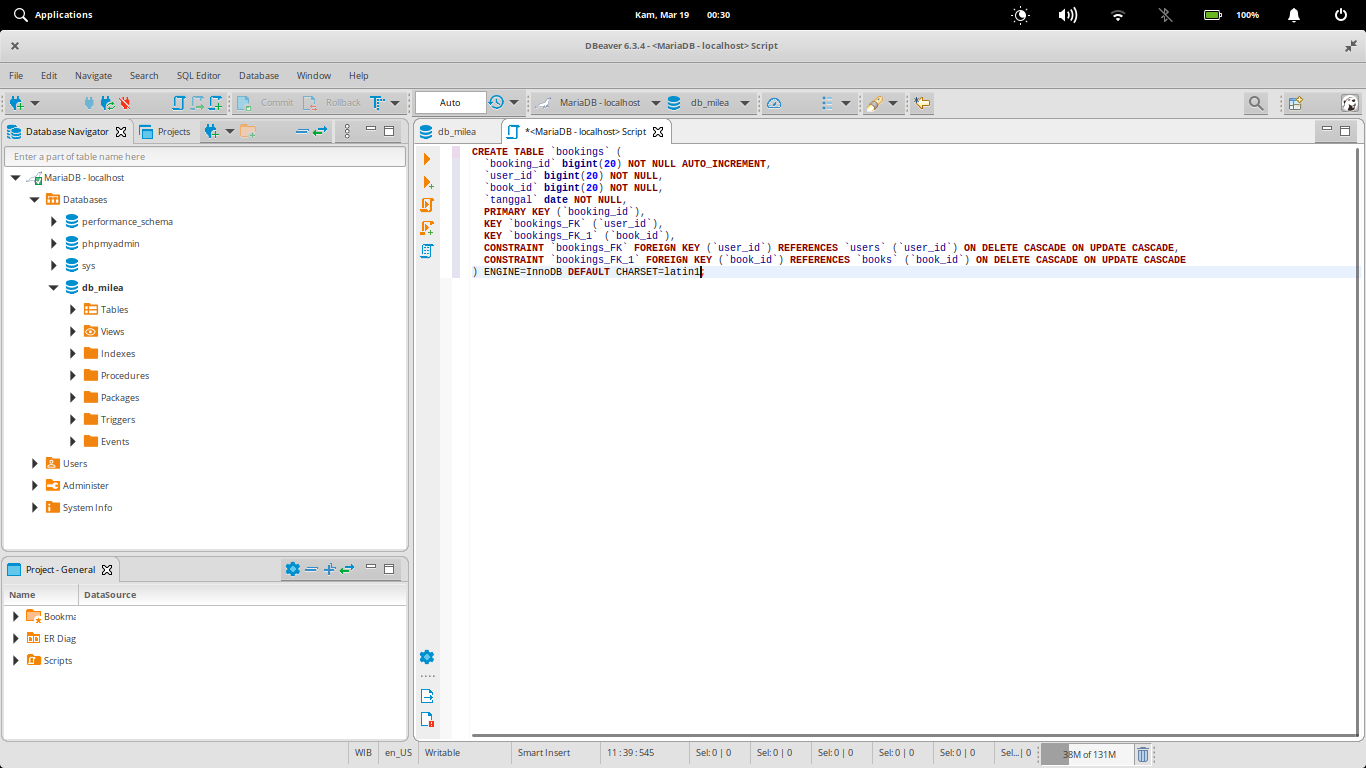 Applications
Kam, Mar 19 00:30
100%
DBeaver 6.3.4 - <MariaDB - localhost> Script
File Edit Navigate Search SQL Editor Database Window Help
Commit Rollback Auto MariaDB - localhost db_milea
Database Navigator Projects
Enter a part of table name here
MariaDB - localhost
Databases
performance_schema
phpmyadmin
sys
db_milea
Tables
Views
Indexes
Procedures
Packages
Triggers
Events
Users
Administer
System Info
Project - General
Name DataSource
Bookma
ER Diag
Scripts
db_milea *<MariaDB - localhost> Script
CREATE TABLE `bookings` (
`booking_id` bigint(20) NOT NULL AUTO_INCREMENT,
`user_id` bigint(20) NOT NULL,
`book_id` bigint(20) NOT NULL,
`tanggal` date NOT NULL,
PRIMARY KEY (`booking_id`),
KEY `bookings_FK` (`user_id`),
KEY `bookings_FK_1` (`book_id`),
CONSTRAINT `bookings_FK` FOREIGN KEY (`user_id`) REFERENCES `users` (`user_id`) ON DELETE CASCADE ON UPDATE CASCADE,
CONSTRAINT `bookings_FK_1` FOREIGN KEY (`book_id`) REFERENCES `books` (`book_id`) ON DELETE CASCADE ON UPDATE CASCADE
) ENGINE=InnoDB DEFAULT CHARSET=latin1;
WIB en_US Writable Smart Insert 11 : 39 : 545 Sel: 0 | 0 Sel: 0 | 0 Sel: 0 | 0 Sel: 0 | 0 Sel: 0 | 0 Sel...| 0 38M of 131M